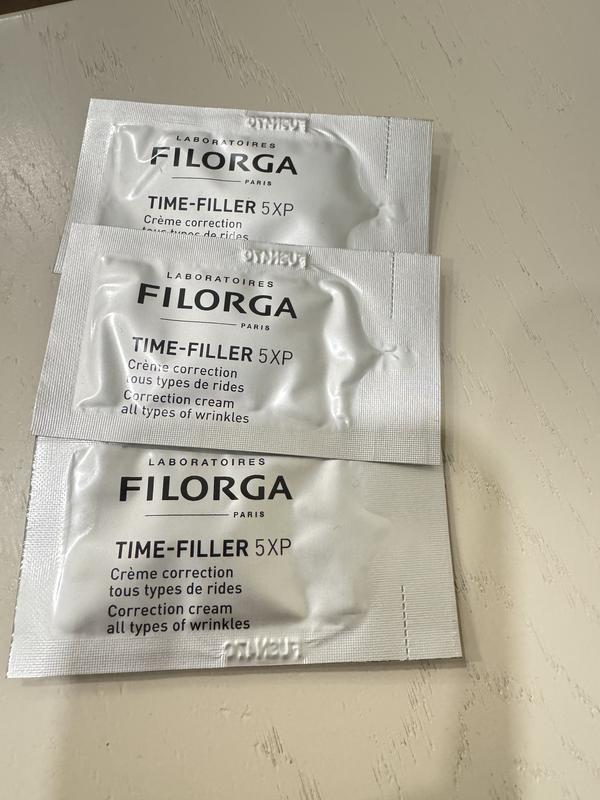 LABORATOIRES
FILORGA
PARIS
TIME-FILLER 5XP
Crème correction
tous types de rides
LABORATOIRES
FILORGA
PARIS
TIME-FILLER 5XP
Crème correction
tous types de rides
Correction cream
all types of wrinkles
LABORATOIRES
FILORGA
PARIS
TIME-FILLER 5XP
Crème correction
tous types de rides
Correction cream
all types of wrinkles